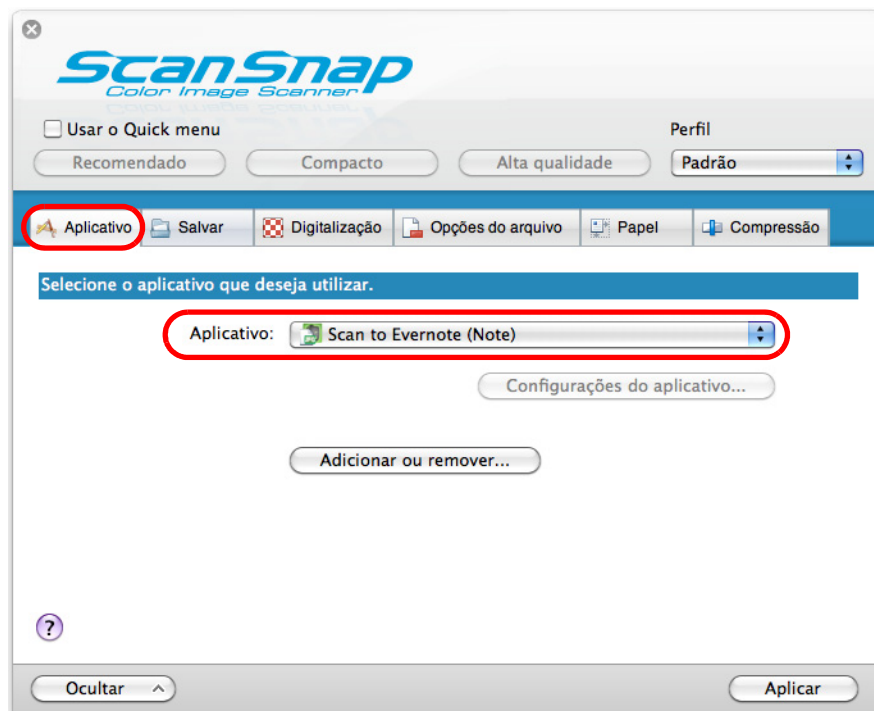 ScanSnap
Color Image Scanner
Usar o Quick menu
Perfil
Recomendado Compacto Alta qualidade Padrão
Aplicativo Salvar Digitalização Opções do arquivo Papel Compressão
Selecione o aplicativo que deseja utilizar.
Aplicativo: Scan to Evernote (Note)
Configurações do aplicativo...
Adicionar ou remover...
?
Ocultar Aplicar